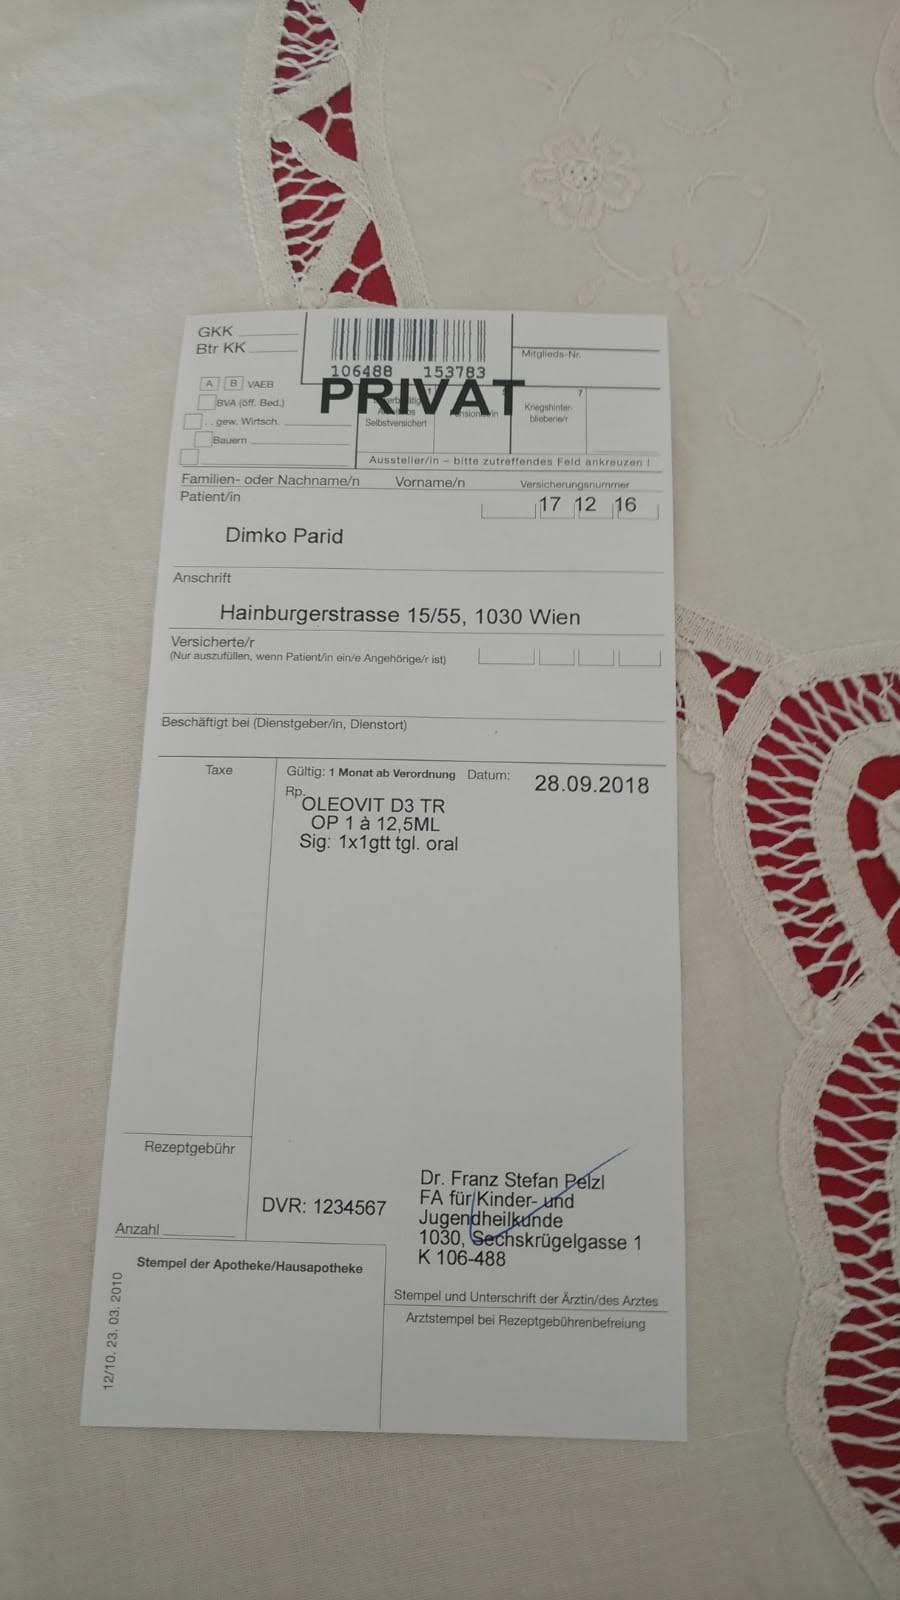 GKK
Btr KK
106488 153783
PRIVAT
Mitglieds-Nr.
A B VAEB
BVA (öff. Bed.)
gew. Wirtsch.
Bauern
Selbstversichert
Kriegshinter-
bliebene/r
7
Aussteller/in – bitte zutreffendes Feld ankreuzen !
Familien- oder Nachname/n Vorname/n Versicherungsnummer
Patient/in
17 12 16
Dimko Parid
Anschrift
Hainburgerstrasse 15/55, 1030 Wien
Versicherte/r
(Nur auszufüllen, wenn Patient/in ein/e Angehörige/r ist)
Beschäftigt bei (Dienstgeber/in, Dienstort)
Taxe
Gültig: 1 Monat ab Verordnung Datum: 28.09.2018
Rp.
OLEOVIT D3 TR
OP 1 à 12,5ML
Sig: 1x1gtt tgl. oral
Rezeptgebühr
DVR: 1234567
Anzahl
Dr. Franz Stefan Pelzl
FA für Kinder- und
Jugendheilkunde
1030, Sechskrügelgasse 1
K 106-488
Stempel der Apotheke/Hausapotheke
Stempel und Unterschrift der Ärztin/des Arztes
Arztstempel bei Rezeptgebührenbefreiung
12/10. 23. 03. 2010